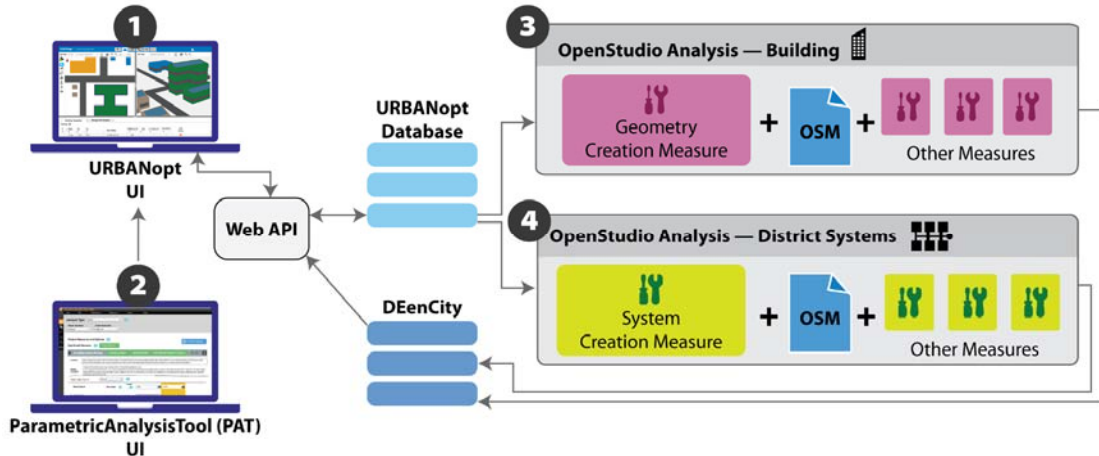 1
URBANopt
UI
2
ParametricAnalysisTool (PAT)
UI
Web API
URBANopt
Database
DEenCity
3
OpenStudio Analysis — Building
Geometry
Creation Measure
+
OSM
+
Other Measures
4
OpenStudio Analysis — District Systems
System
Creation Measure
+
OSM
+
Other Measures